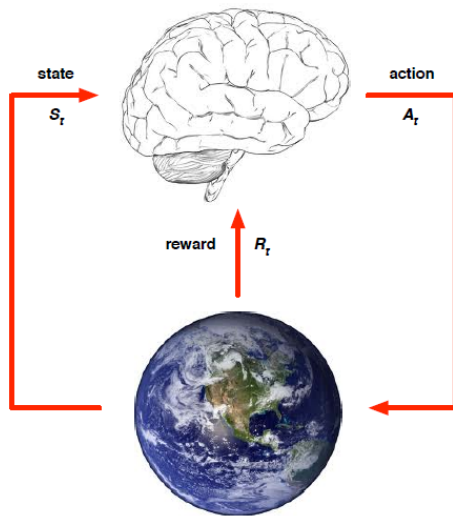 state
S_t
action
A_t
reward
R_t